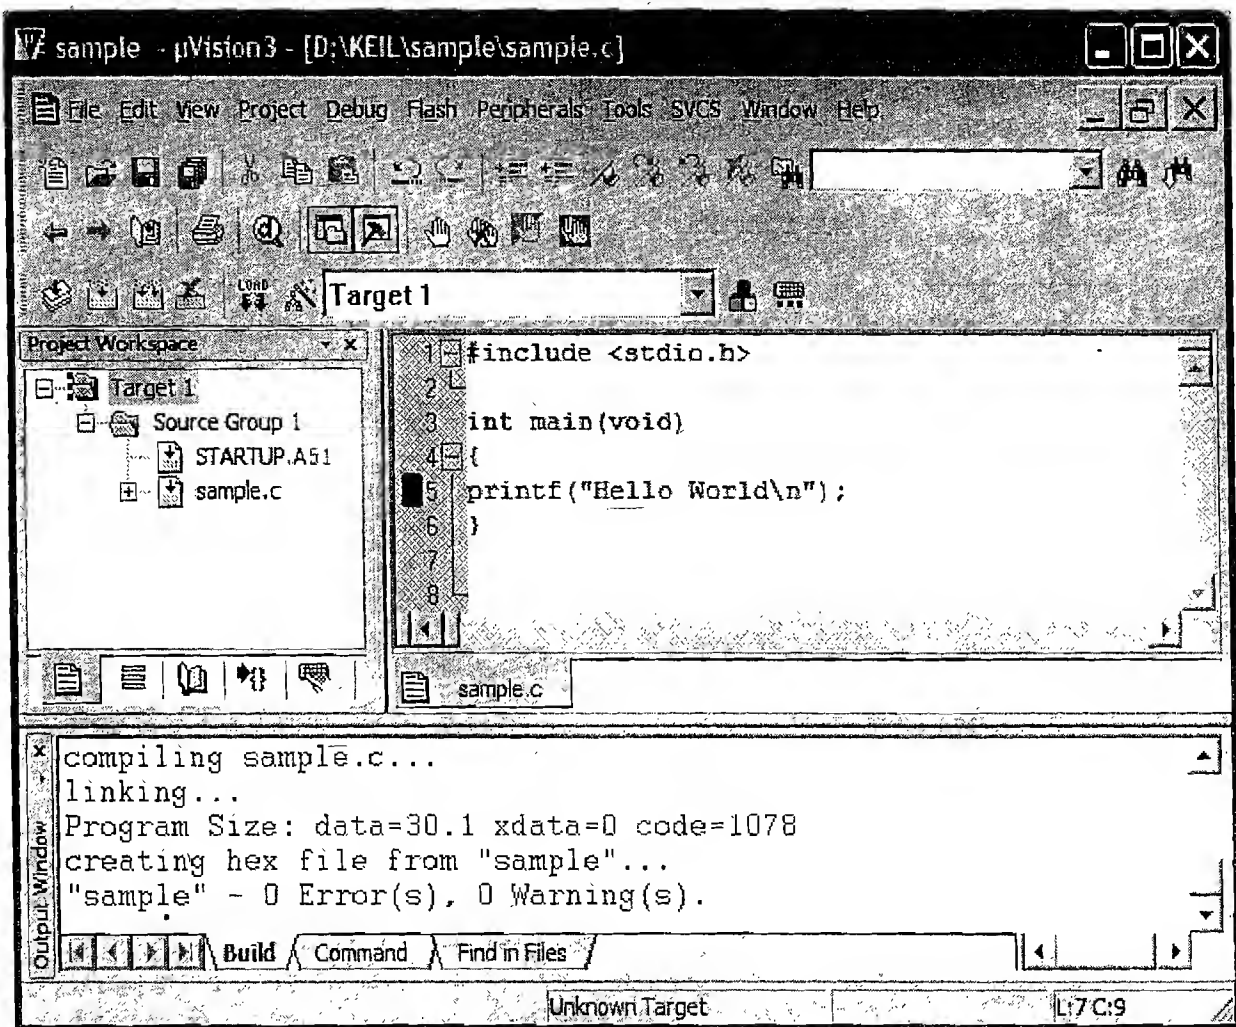 sample - µVision3 - [D:\KEIL\sample\sample.c]
File Edit View Project Debug Flash Peripherals Tools SVCS Window Help
LOAD
Target 1
Project Workspace
Target 1
Source Group 1
STARTUP.A51
sample.c
1 #include <stdio.h>
2
3 int main(void)
4 {
5 printf("Hello World\n");
6 }
7
8
sample.c
compiling sample.c...
linking...
Program Size: data=30.1 xdata=0 code=1078
creating hex file from "sample"...
"sample" - 0 Error(s), 0 Warning(s).
Output Window
Build Command Find in Files
Unknown Target
L:7 C:9